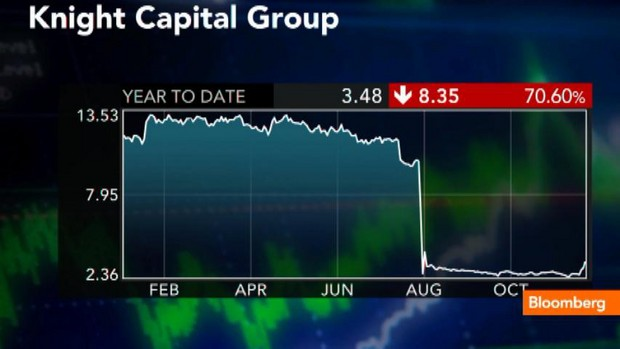 Knight Capital Group
YEAR TO DATE 3.48 8.35 70.60%
13.53
7.95
2.36
FEB APR JUN AUG OCT
Bloomberg